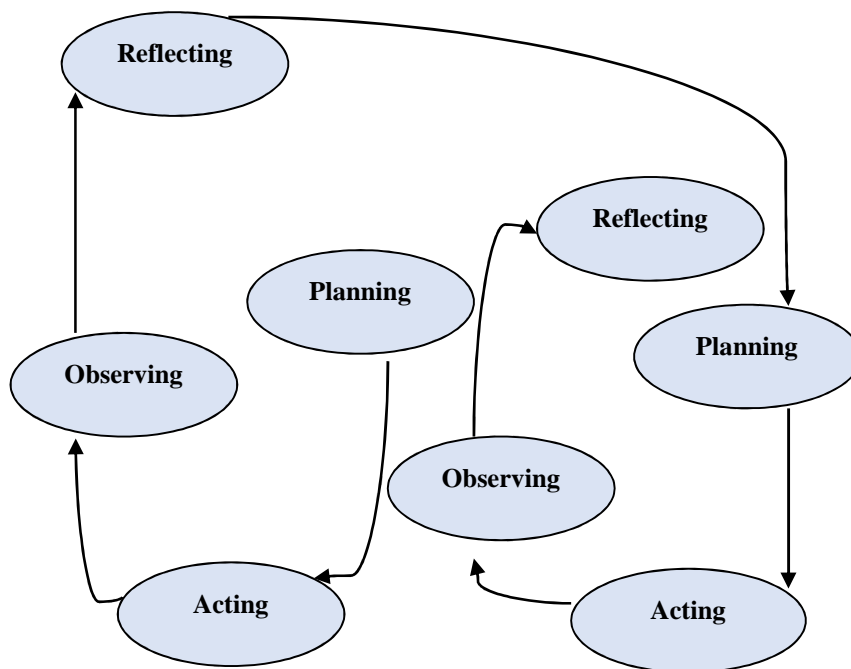 Reflecting
Reflecting
Planning
Planning
Observing
Observing
Acting
Acting